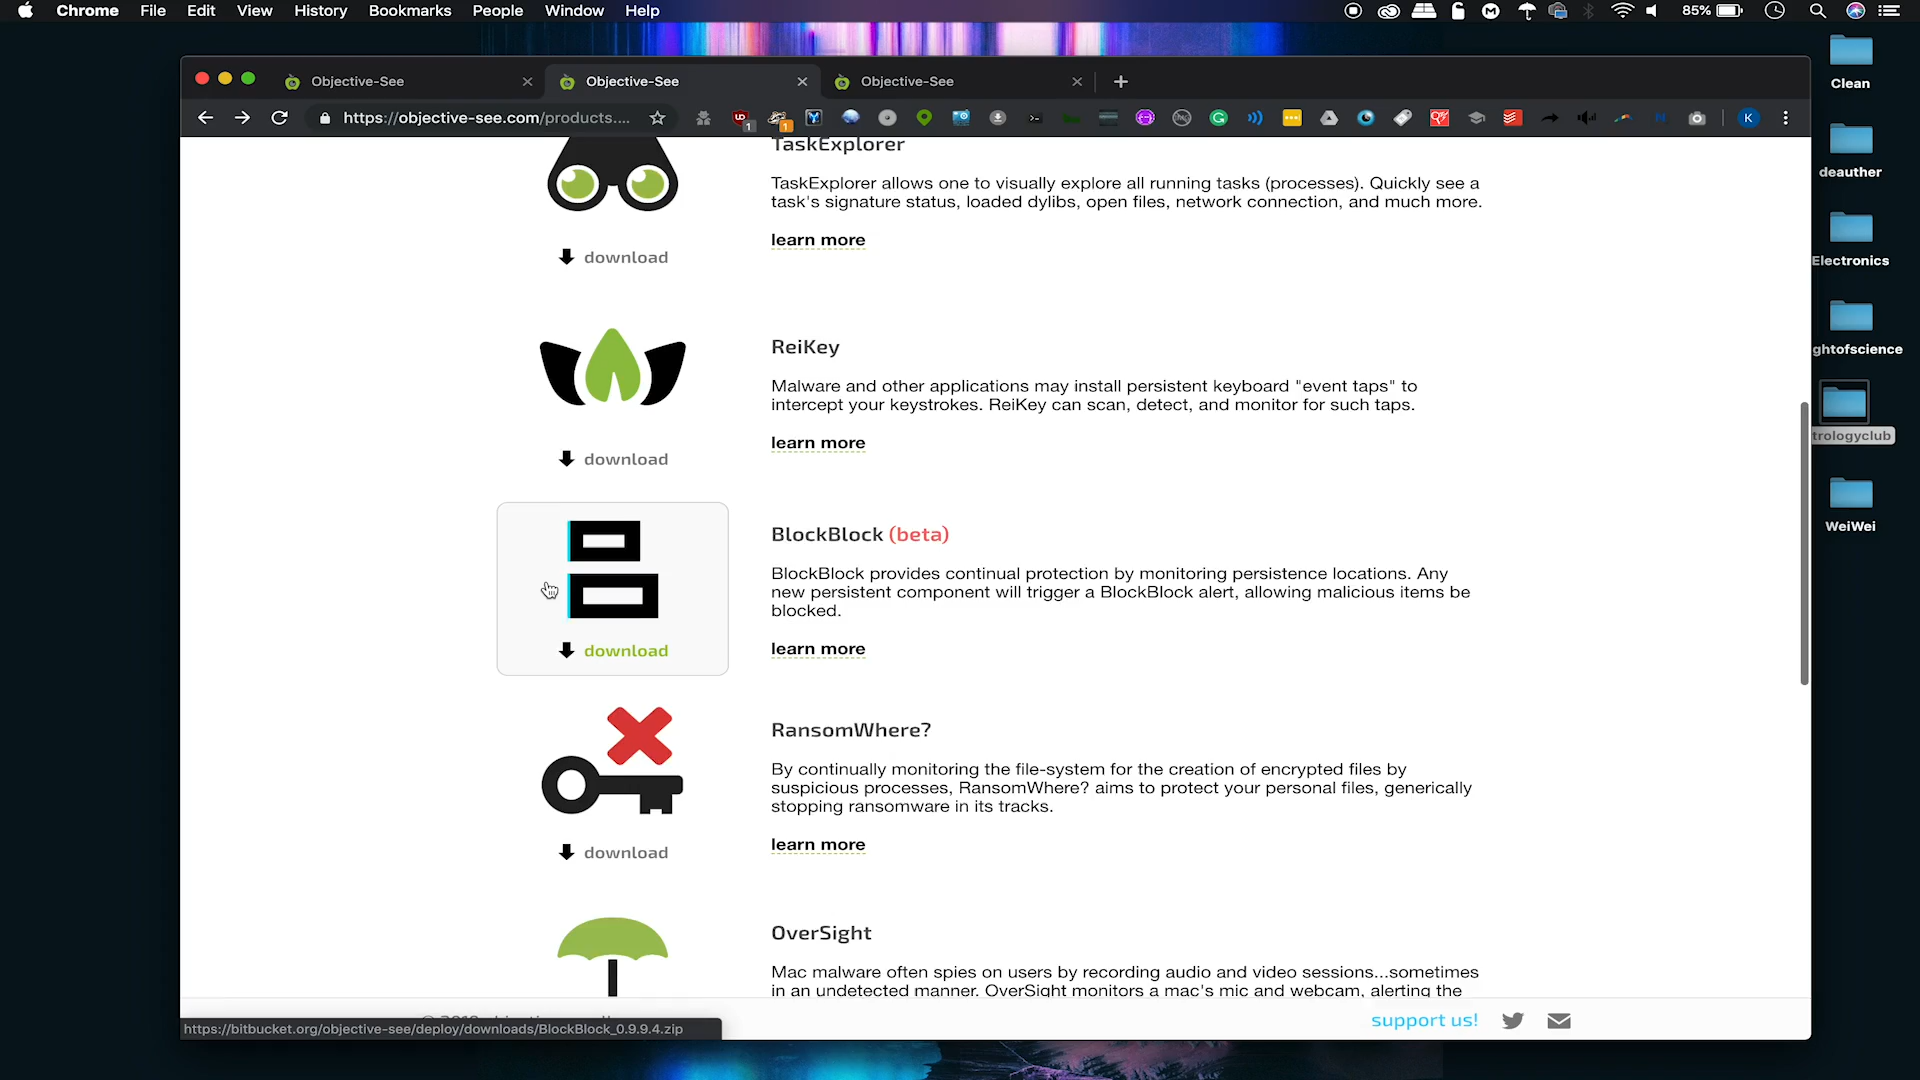 Chrome File Edit View History Bookmarks People Window Help 85%
Objective-See Objective-See Objective-See
https://objective-see.com/products....
TaskExplorer
TaskExplorer allows one to visually explore all running tasks (processes). Quickly see a
task's signature status, loaded dylibs, open files, network connection, and much more.
learn more
download
ReiKey
Malware and other applications may install persistent keyboard "event taps" to
intercept your keystrokes. ReiKey can scan, detect, and monitor for such taps.
learn more
download
BlockBlock (beta)
BlockBlock provides continual protection by monitoring persistence locations. Any
new persistent component will trigger a BlockBlock alert, allowing malicious items be
blocked.
learn more
download
RansomWhere?
By continually monitoring the file-system for the creation of encrypted files by
suspicious processes, RansomWhere? aims to protect your personal files, generically
stopping ransomware in its tracks.
learn more
download
OverSight
Mac malware often spies on users by recording audio and video sessions...sometimes
in an undetected manner. OverSight monitors a mac's mic and webcam, alerting the
support us!
https://bitbucket.org/objective-see/deploy/downloads/BlockBlock_0.9.9.4.zip
Clean
deauther
Electronics
ghtofscience
trologyclub
WeiWei